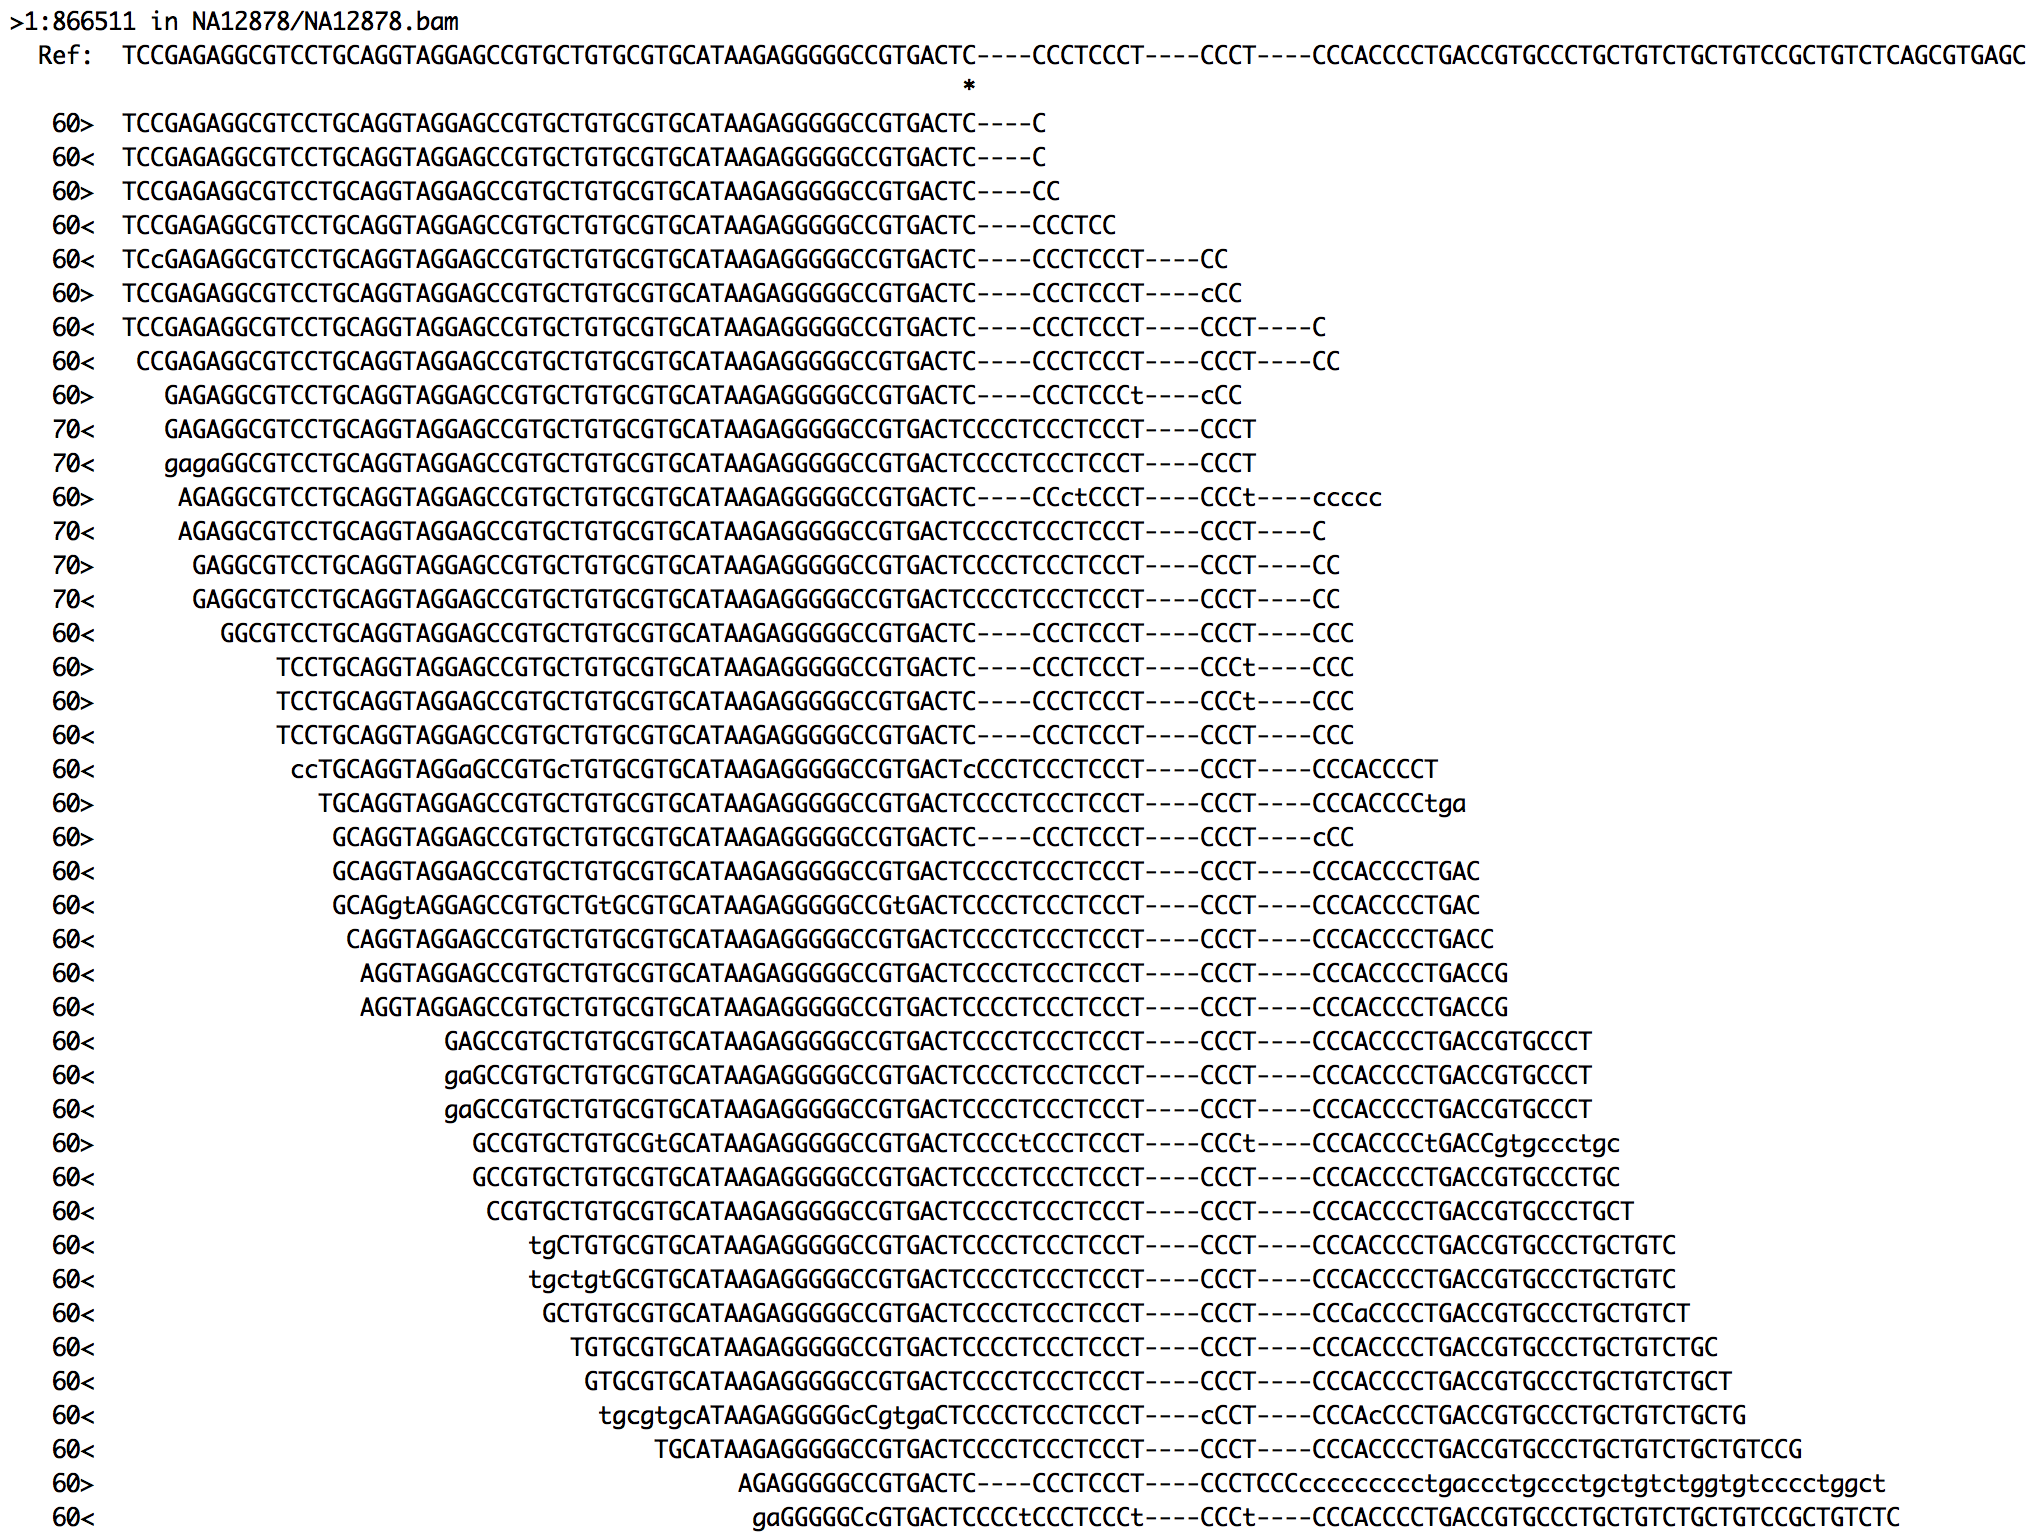 >1:866511 in NA12878/NA12878.bam
Ref: TCCGAGAGGCGTCCTGCAGGTAGGAGCCGTGCTGTGCGTGCATAAGAGGGGGCCGTGACTC----CCCTCCCT----CCCT----CCCACCCCTGACCGTGCCCTGCTGTCTGCTGTCCGCTGTCTCAGCGTGAGC
*
60> TCCGAGAGGCGTCCTGCAGGTAGGAGCCGTGCTGTGCGTGCATAAGAGGGGGCCGTGACTC----C
60< TCCGAGAGGCGTCCTGCAGGTAGGAGCCGTGCTGTGCGTGCATAAGAGGGGGCCGTGACTC----C
60> TCCGAGAGGCGTCCTGCAGGTAGGAGCCGTGCTGTGCGTGCATAAGAGGGGGCCGTGACTC----CC
60< TCCGAGAGGCGTCCTGCAGGTAGGAGCCGTGCTGTGCGTGCATAAGAGGGGGCCGTGACTC----CCCTCC
60< TCcGAGAGGCGTCCTGCAGGTAGGAGCCGTGCTGTGCGTGCATAAGAGGGGGCCGTGACTC----CCCTCCCT----CC
60> TCCGAGAGGCGTCCTGCAGGTAGGAGCCGTGCTGTGCGTGCATAAGAGGGGGCCGTGACTC----CCCTCCCT----cCC
60< TCCGAGAGGCGTCCTGCAGGTAGGAGCCGTGCTGTGCGTGCATAAGAGGGGGCCGTGACTC----CCCTCCCT----CCCT----C
60< CCGAGAGGCGTCCTGCAGGTAGGAGCCGTGCTGTGCGTGCATAAGAGGGGGCCGTGACTC----CCCTCCCT----CCCT----CC
60> GAGAGGCGTCCTGCAGGTAGGAGCCGTGCTGTGCGTGCATAAGAGGGGGCCGTGACTC----CCCTCCCt----cCC
70< GAGAGGCGTCCTGCAGGTAGGAGCCGTGCTGTGCGTGCATAAGAGGGGGCCGTGACTCCCCTCCCTCCCT----CCCT
70< gagaGGCGTCCTGCAGGTAGGAGCCGTGCTGTGCGTGCATAAGAGGGGGCCGTGACTCCCCTCCCTCCCT----CCCT
60> AGAGGCGTCCTGCAGGTAGGAGCCGTGCTGTGCGTGCATAAGAGGGGGCCGTGACTC----CCctCCCT----CCCt----ccccc
70< AGAGGCGTCCTGCAGGTAGGAGCCGTGCTGTGCGTGCATAAGAGGGGGCCGTGACTCCCCTCCCTCCCT----CCCT----C
70> GAGGCGTCCTGCAGGTAGGAGCCGTGCTGTGCGTGCATAAGAGGGGGCCGTGACTCCCCTCCCTCCCT----CCCT----CC
70< GAGGCGTCCTGCAGGTAGGAGCCGTGCTGTGCGTGCATAAGAGGGGGCCGTGACTCCCCTCCCTCCCT----CCCT----CC
60< GGCGTCCTGCAGGTAGGAGCCGTGCTGTGCGTGCATAAGAGGGGGCCGTGACTC----CCCTCCCT----CCCT----CCC
60> TCCTGCAGGTAGGAGCCGTGCTGTGCGTGCATAAGAGGGGGCCGTGACTC----CCCTCCCT----CCCt----CCC
60> TCCTGCAGGTAGGAGCCGTGCTGTGCGTGCATAAGAGGGGGCCGTGACTC----CCCTCCCT----CCCt----CCC
60< TCCTGCAGGTAGGAGCCGTGCTGTGCGTGCATAAGAGGGGGCCGTGACTC----CCCTCCCT----CCCT----CCC
60< ccTGCAGGTAGGaGCCGTGcTGTGCGTGCATAAGAGGGGGCCGTGACTcCCCTCCCTCCCT----CCCT----CCCACCCCT
60> TGCAGGTAGGAGCCGTGCTGTGCGTGCATAAGAGGGGGCCGTGACTCCCCTCCCTCCCT----CCCT----CCCACCCCtga
60> GCAGGTAGGAGCCGTGCTGTGCGTGCATAAGAGGGGGCCGTGACTC----CCCTCCCT----CCCT----cCC
60< GCAGGTAGGAGCCGTGCTGTGCGTGCATAAGAGGGGGCCGTGACTCCCCTCCCTCCCT----CCCT----CCCACCCCTGAC
60< GCAGgtAGGAGCCGTGCTGtGCGTGCATAAGAGGGGGCCGtGACTCCCCTCCCTCCCT----CCCT----CCCACCCCTGAC
60< CAGGTAGGAGCCGTGCTGTGCGTGCATAAGAGGGGGCCGTGACTCCCCTCCCTCCCT----CCCT----CCCACCCCTGACC
60< AGGTAGGAGCCGTGCTGTGCGTGCATAAGAGGGGGCCGTGACTCCCCTCCCTCCCT----CCCT----CCCACCCCTGACCG
60< AGGTAGGAGCCGTGCTGTGCGTGCATAAGAGGGGGCCGTGACTCCCCTCCCTCCCT----CCCT----CCCACCCCTGACCG
60< GAGCCGTGCTGTGCGTGCATAAGAGGGGGCCGTGACTCCCCTCCCTCCCT----CCCT----CCCACCCCTGACCGTGCCCT
60< gaGCCGTGCTGTGCGTGCATAAGAGGGGGCCGTGACTCCCCTCCCTCCCT----CCCT----CCCACCCCTGACCGTGCCCT
60< gaGCCGTGCTGTGCGTGCATAAGAGGGGGCCGTGACTCCCCTCCCTCCCT----CCCT----CCCACCCCTGACCGTGCCCT
60> GCCGTGCTGTGCGtGCATAAGAGGGGGCCGTGACTCCCCtCCCTCCCT----CCCt----CCCACCCCtGACCgtgccctgc
60< GCCGTGCTGTGCGTGCATAAGAGGGGGCCGTGACTCCCCTCCCTCCCT----CCCT----CCCACCCCTGACCGTGCCCTGC
60< CCGTGCTGTGCGTGCATAAGAGGGGGCCGTGACTCCCCTCCCTCCCT----CCCT----CCCACCCCTGACCGTGCCCTGCT
60< tgCTGTGCGTGCATAAGAGGGGGCCGTGACTCCCCTCCCTCCCT----CCCT----CCCACCCCTGACCGTGCCCTGCTGTC
60< tgctgtGCGTGCATAAGAGGGGGCCGTGACTCCCCTCCCTCCCT----CCCT----CCCACCCCTGACCGTGCCCTGCTGTC
60< GCTGTGCGTGCATAAGAGGGGGCCGTGACTCCCCTCCCTCCCT----CCCT----CCCaCCCCTGACCGTGCCCTGCTGTCT
60< TGTGCGTGCATAAGAGGGGGCCGTGACTCCCCTCCCTCCCT----CCCT----CCCACCCCTGACCGTGCCCTGCTGTCTGC
60< GTGCGTGCATAAGAGGGGGCCGTGACTCCCCTCCCTCCCT----CCCT----CCCACCCCTGACCGTGCCCTGCTGTCTGCT
60< tgcgtgcATAAGAGGGGGcCgtgaCTCCCCTCCCTCCCT----cCCT----CCCAcCCCTGACCGTGCCCTGCTGTCTGCTG
60< TGCATAAGAGGGGGCCGTGACTCCCCTCCCTCCCT----CCCT----CCCACCCCTGACCGTGCCCTGCTGTCTGCTGTCCG
60> AGAGGGGGCCGTGACTC----CCCTCCCT----CCCTCCCccccccccctgaccctgccctgctgtctggtgtcccctggct
60< gaGGGGGCcGTGACTCCCCtCCCTCCCt----CCCt----CCCACCCCTGACCGTGCCCTGCTGTCTGCTGTCCGCTGTCTC